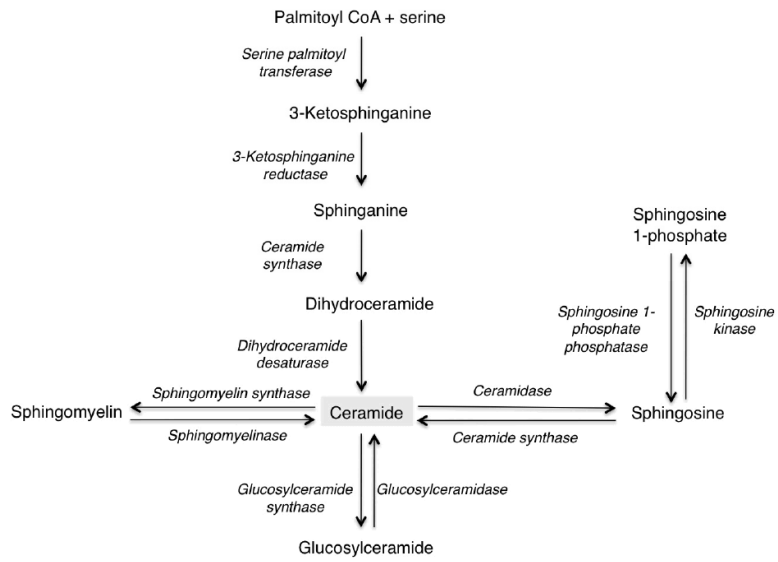 Palmitoyl CoA + serine
Serine palmitoyl
transferase
3-Ketosphinganine
3-Ketosphinganine
reductase
Sphinganine
Ceramide
synthase
Dihydroceramide
Dihydroceramide
desaturase
Sphingosine
1-phosphate
Sphingosine 1-
phosphate
phosphatase
Sphingosine
kinase
Sphingomyelin
Sphingomyelin synthase
Sphingomyelinase
Ceramide
Ceramidase
Ceramide synthase
Sphingosine
Glucosylceramide
synthase
Glucosylceramidase
Glucosylceramide